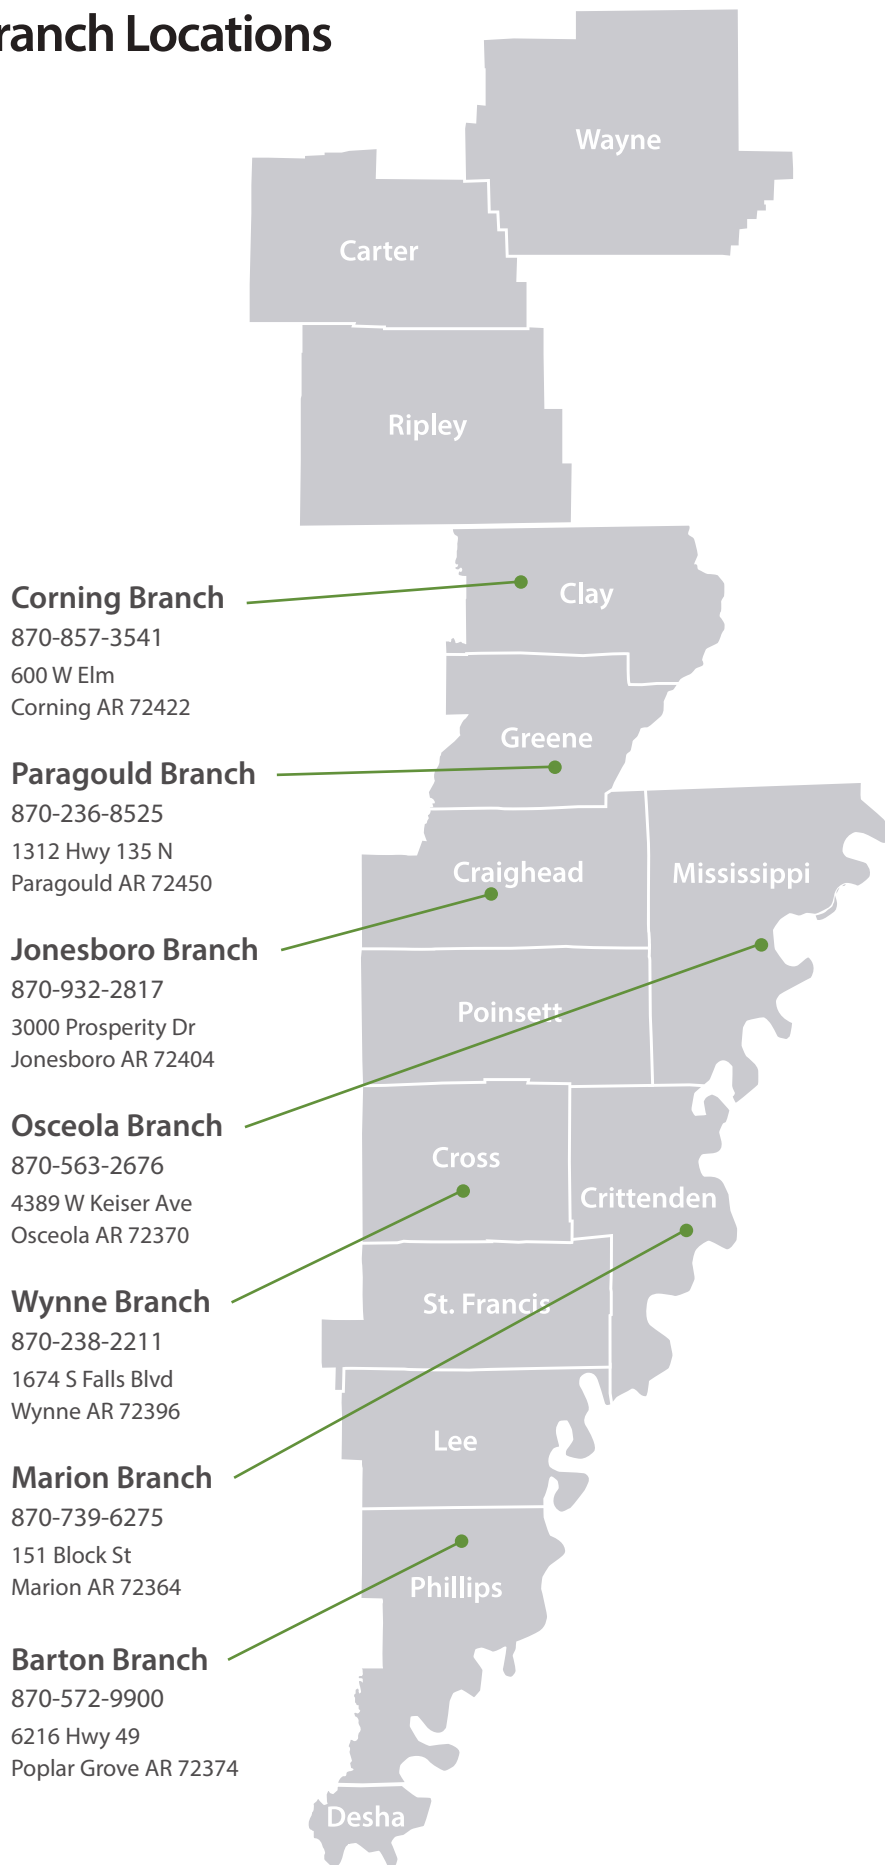 ranch Locations
Wayne
Carter
Ripley
Clay
Greene
Craighead
Mississippi
Poinsett
Cross
Crittenden
St. Francis
Lee
Phillips
Desha
Corning Branch
870-857-3541
600 W Elm
Corning AR 72422
Paragould Branch
870-236-8525
1312 Hwy 135 N
Paragould AR 72450
Jonesboro Branch
870-932-2817
3000 Prosperity Dr
Jonesboro AR 72404
Osceola Branch
870-563-2676
4389 W Keiser Ave
Osceola AR 72370
Wynne Branch
870-238-2211
1674 S Falls Blvd
Wynne AR 72396
Marion Branch
870-739-6275
151 Block St
Marion AR 72364
Barton Branch
870-572-9900
6216 Hwy 49
Poplar Grove AR 72374